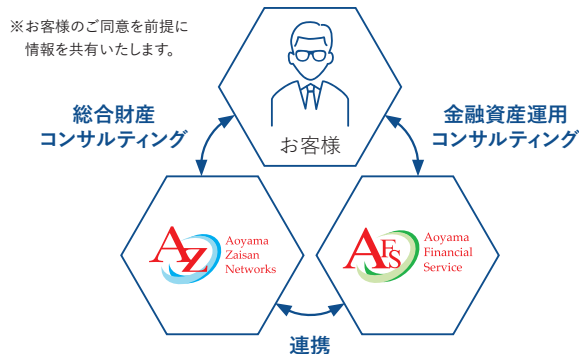 ※お客様のご同意を前提に
情報を共有いたします。
総合財産
コンサルティング
金融資産運用
コンサルティング
お客様
AZ
Aoyama
Zaisan
Networks
AFS
Aoyama
Financial
Service
連携